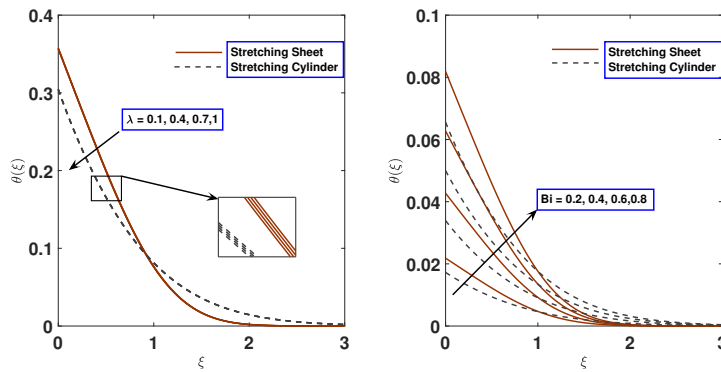 0.4
Stretching Sheet
Stretching Cylinder
0.3
λ = 0.1, 0.4, 0.7,1
θ(ξ)
0.2
0.1
0
0 1 2 3
ξ
0.1
Stretching Sheet
Stretching Cylinder
0.08
0.06
θ(ξ)
Bi = 0.2, 0.4, 0.6,0.8
0.04
0.02
0
0 1 2 3
ξ